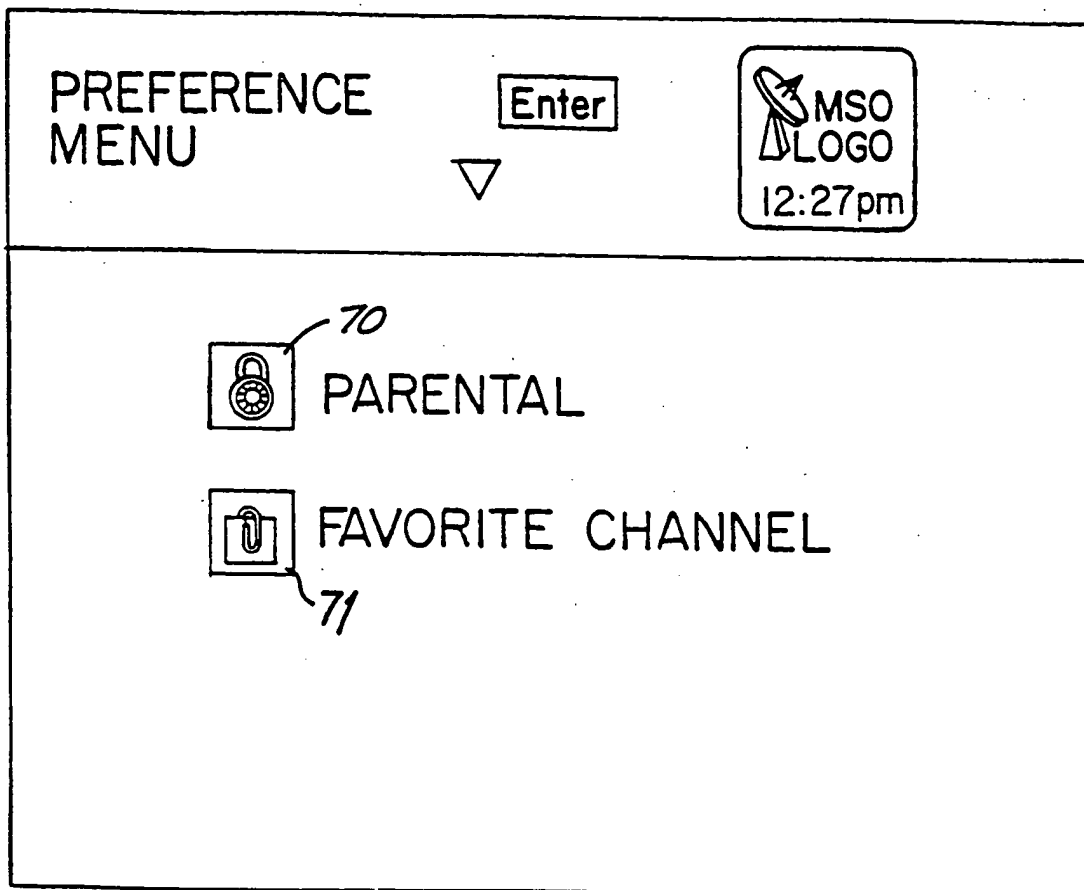 PREFERENCE
MENU
Enter
MSO
LOGO
12:27pm
70
PARENTAL
FAVORITE CHANNEL
71